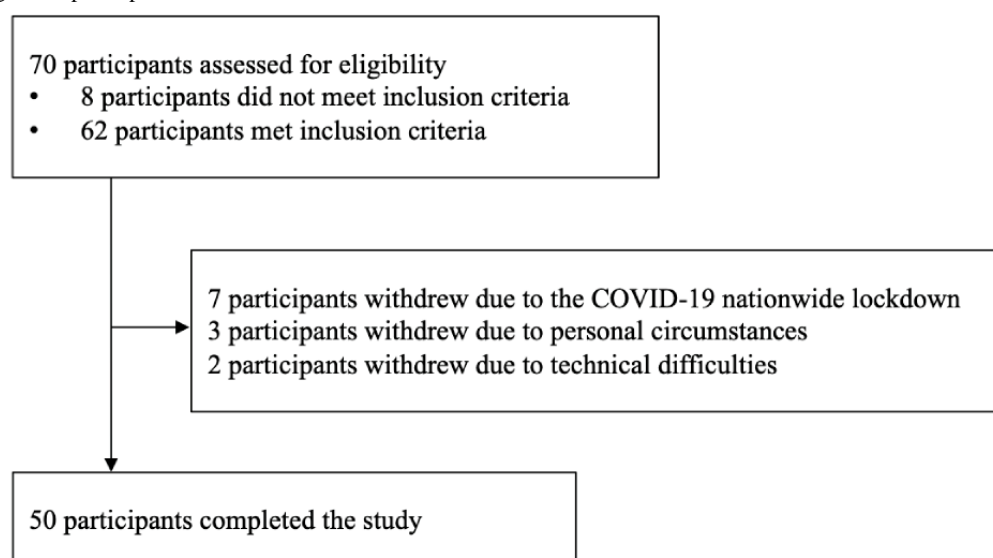 70 participants assessed for eligibility
• 8 participants did not meet inclusion criteria
• 62 participants met inclusion criteria
7 participants withdrew due to the COVID-19 nationwide lockdown
3 participants withdrew due to personal circumstances
2 participants withdrew due to technical difficulties
50 participants completed the study